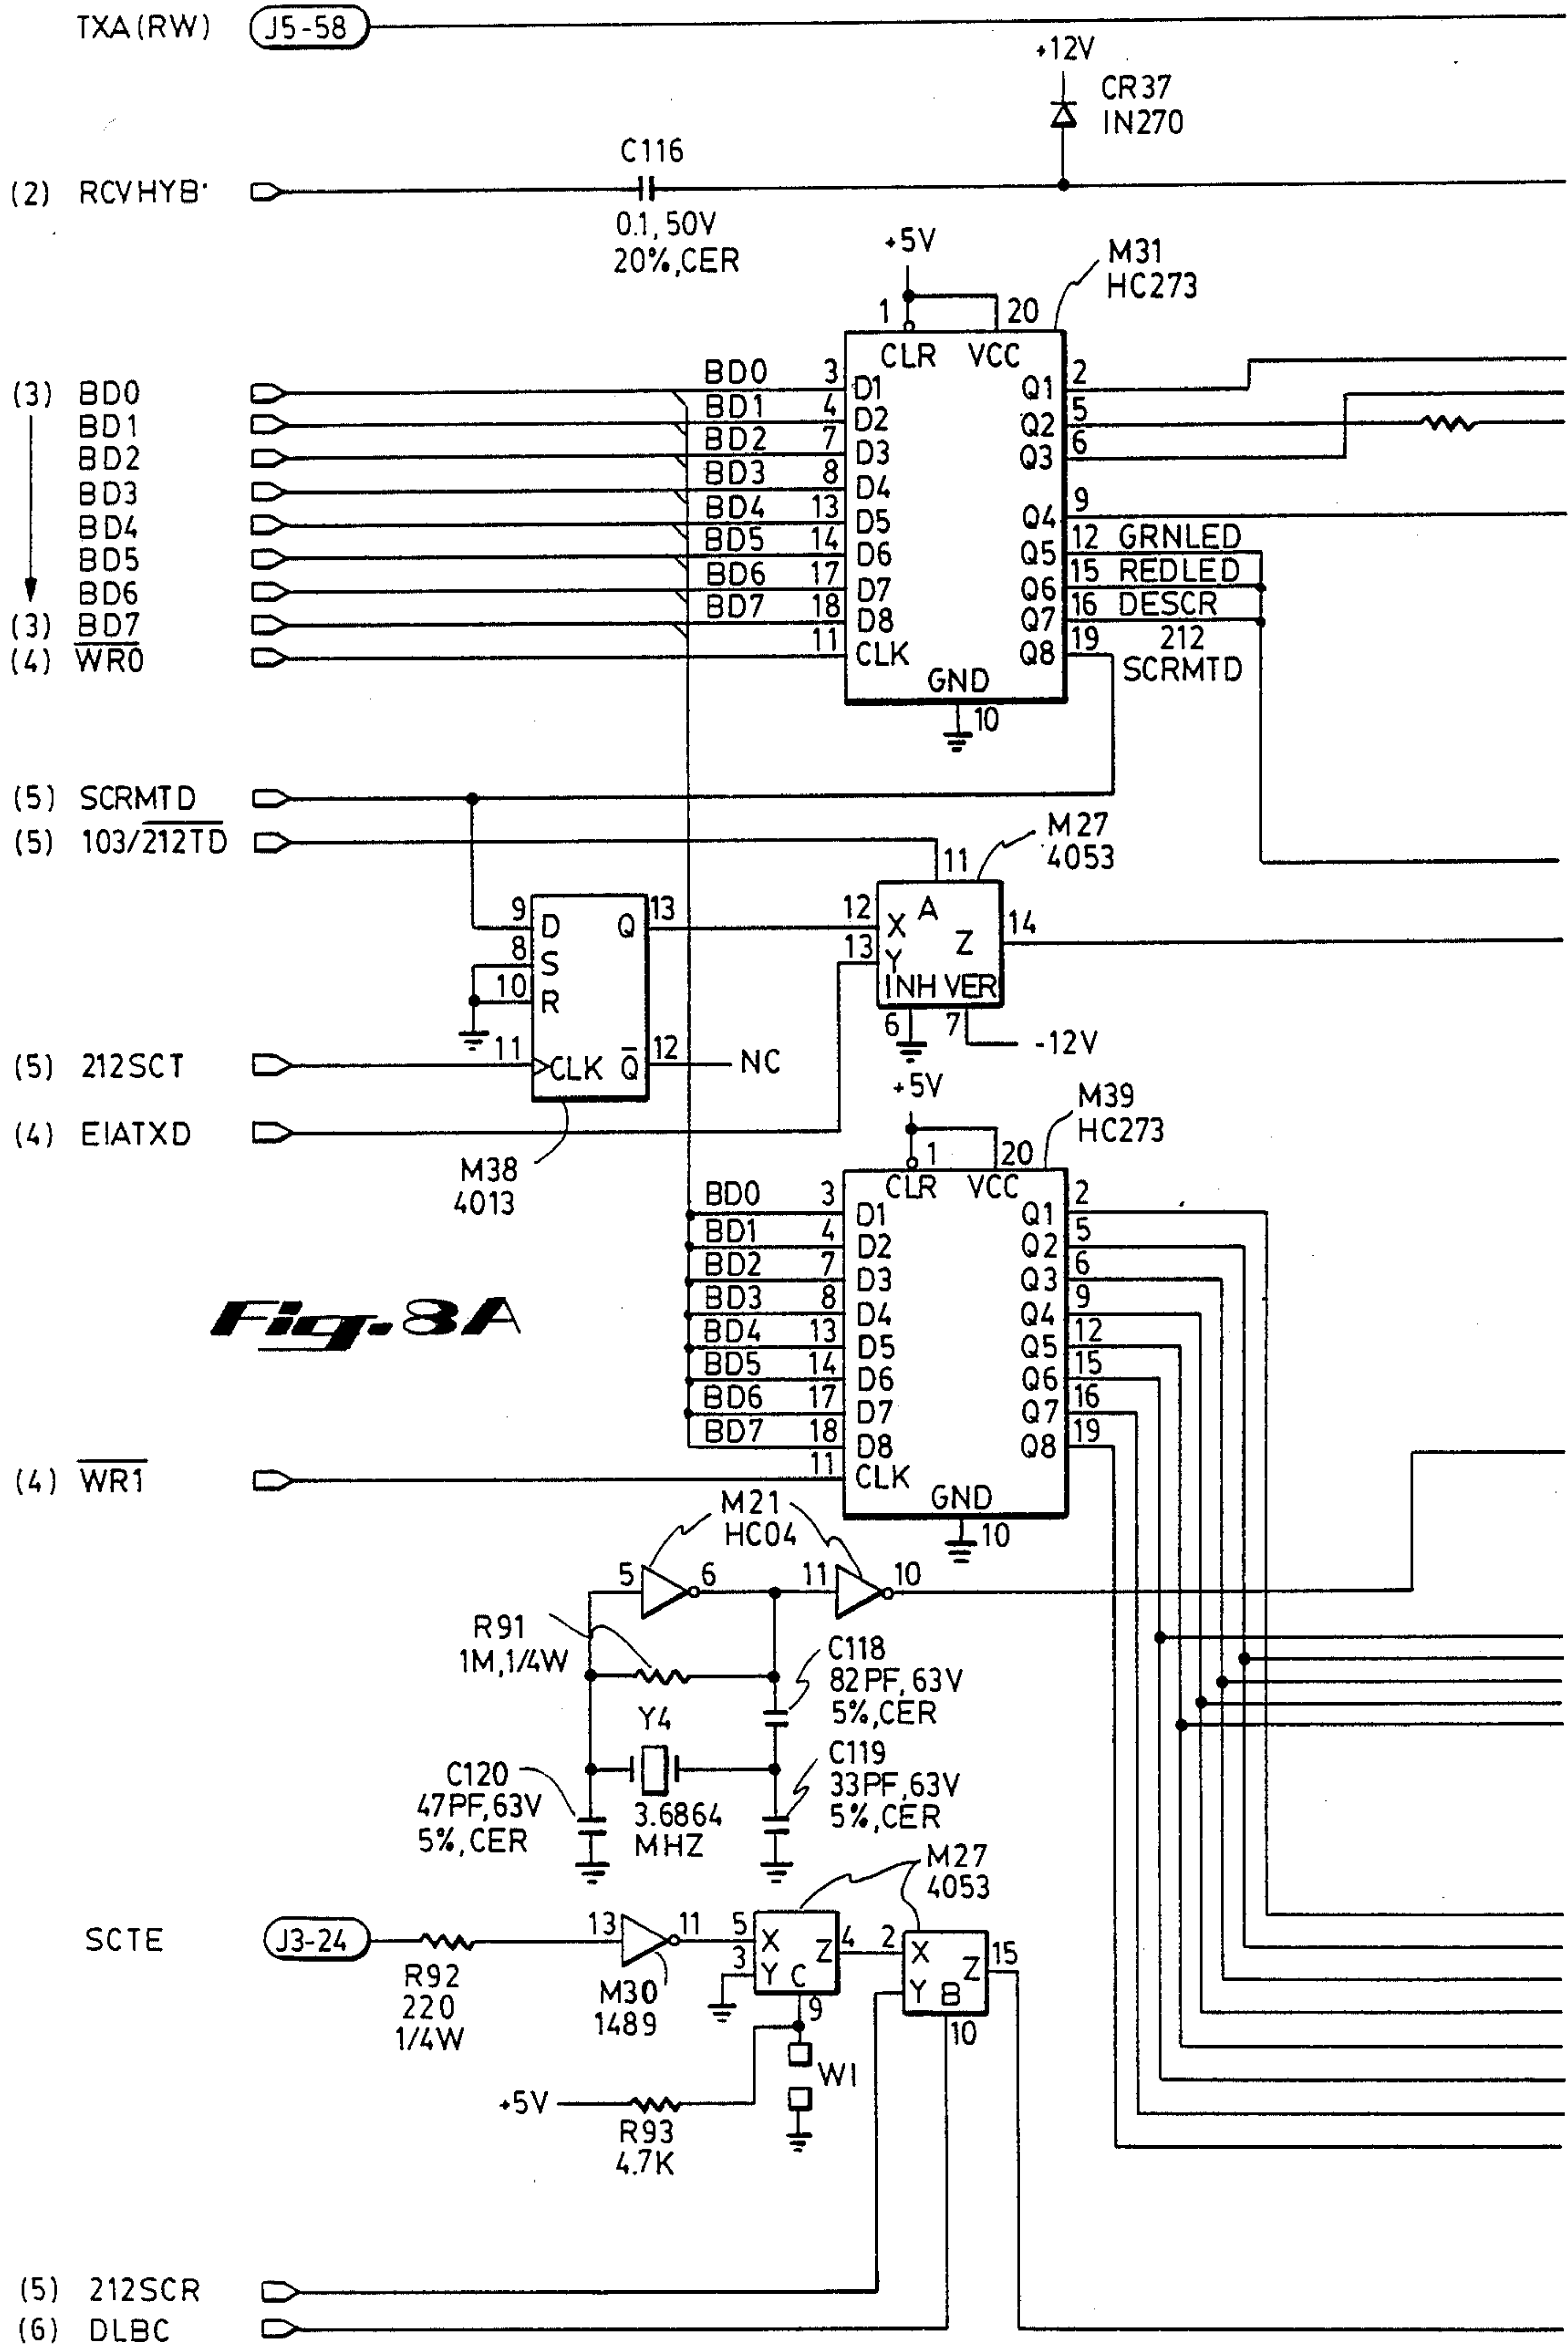 TXA(RW) J5-58
+12V
CR37
IN270
C116
(2) RCVHYB
0.1,50V
20%,CER
+5V
M31
HC273
1 20
CLR VCC
(3) BD0 BD0 3 D1 Q1 2
BD1 BD1 4 D2 Q2 5
BD2 BD2 7 D3 Q3 6
BD3 BD3 8 D4 Q4 9
BD4 BD4 13 D5 Q5 12 GRNLED
BD5 BD5 14 D6 Q6 15 REDLED
BD6 BD6 17 D7 Q7 16 DESCR
(3) BD7 BD7 18 D8 Q8 19 212
SCRMTD
(4) W̅R̅0̅ 11 CLK
GND
10
(5) SCRMTD
(5) 103/2̅1̅2̅T̅D̅
M27
4053
11
9 D Q 13 12 X A Z 14
8 S 13 Y
10 R INH VER
6 7 -12V
(5) 212SCT 11 CLK Q̅ 12 NC
+5V
(4) EIATXD
M39
HC273
M38
4013
1 20
CLR VCC
BD0 3 D1 Q1 2
BD1 4 D2 Q2 5
BD2 7 D3 Q3 6
BD3 8 D4 Q4 9
BD4 13 D5 Q5 12
BD5 14 D6 Q6 15
BD6 17 D7 Q7 16
BD7 18 D8 Q8 19
Fig. 8A
(4) W̅R̅1̅ 11 CLK
GND
10
M21
HC04
5 6 11 10
R91
1M,1/4W
C118
82PF,63V
5%,CER
Y4
C119
33PF,63V
5%,CER
C120
47PF,63V
5%,CER
3.6864
MHZ
M27
4053
SCTE J3-24 13 11 5 X Z 4 2 X Z 15
3 Y C Y B
R92
220
1/4W
M30
1489
9 10
W1
+5V
R93
4.7K
(5) 212SCR
(6) DLBC